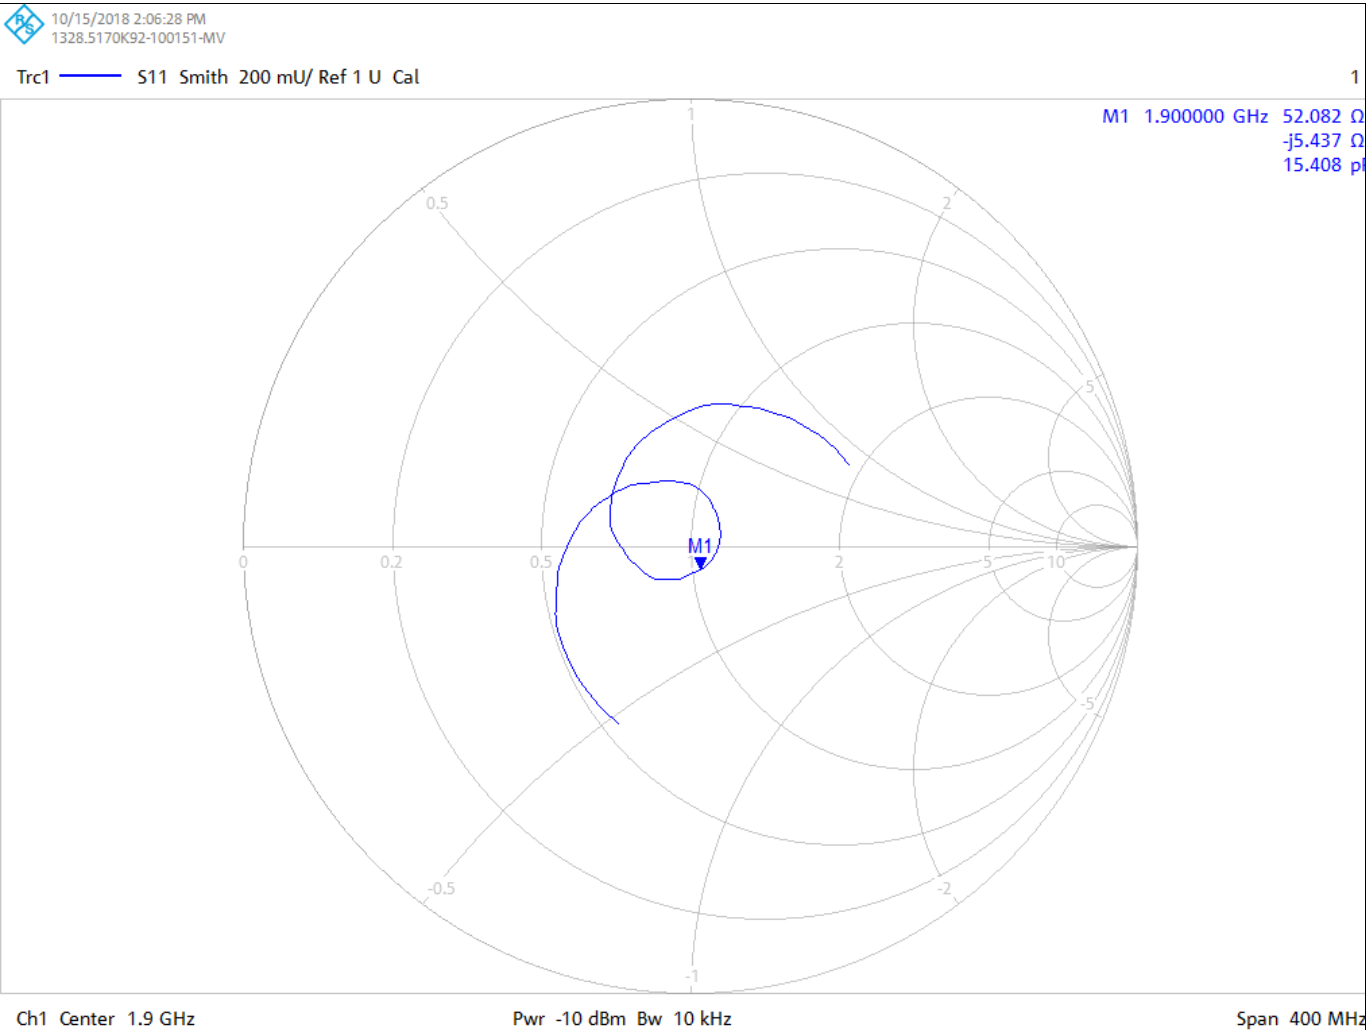 R&S
10/15/2018 2:06:28 PM
1328.5170K92-100151-MV
Trc1 S11 Smith 200 mU/ Ref 1 U Cal 1
M1 1.900000 GHz 52.082 Ω
-j5.437 Ω
15.408 pF
1
0.5
2
5
M1
0 0.2 0.5 1 2 5 10
-5
-0.5
-2
-1
Ch1 Center 1.9 GHz Pwr -10 dBm Bw 10 kHz Span 400 MHz